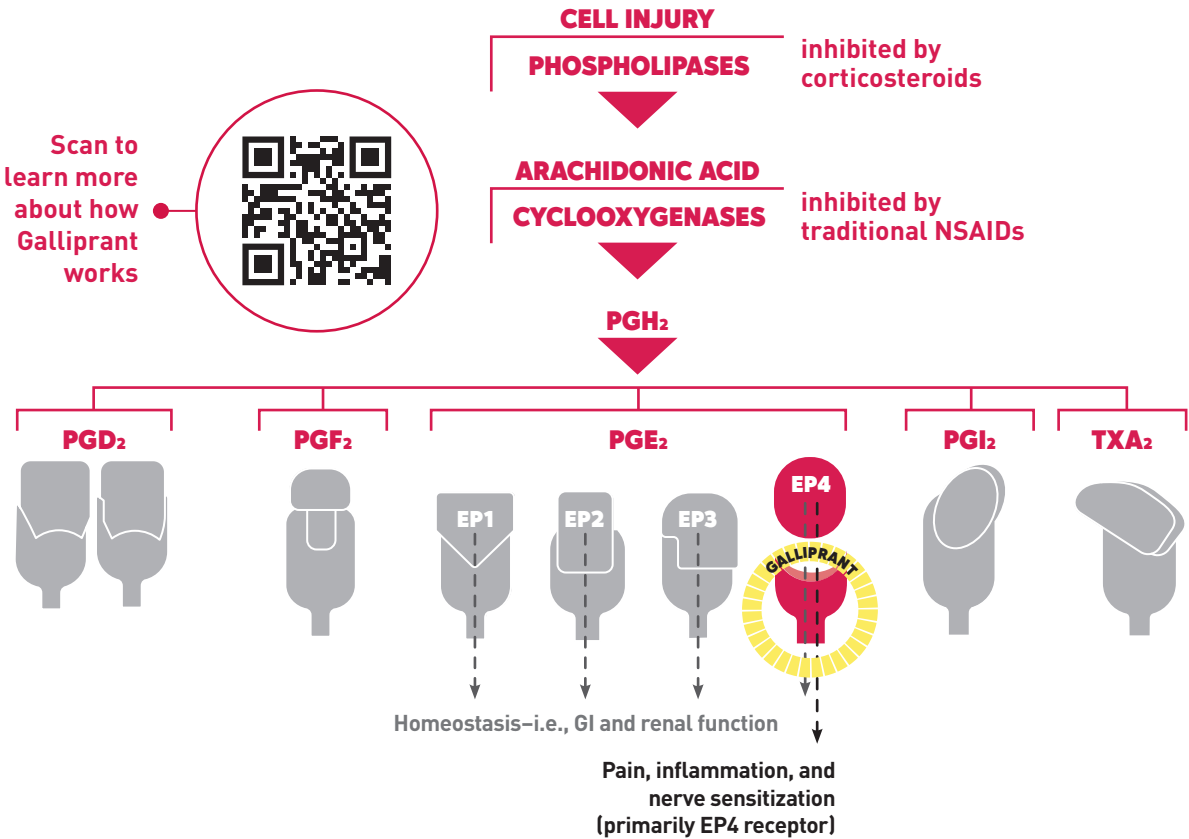 CELL INJURY
PHOSPHOLIPASES
inhibited by
corticosteroids
Scan to
learn more
about how
Galliprant
works
ARACHIDONIC ACID
CYCLOOXYGENASES
inhibited by
traditional NSAIDs
PGH₂
PGD₂
PGF₂
PGE₂
PGI₂
TXA₂
EP1
EP2
EP3
EP4
GALLIPRANT
Homeostasis–i.e., GI and renal function
Pain, inflammation, and
nerve sensitization
(primarily EP4 receptor)